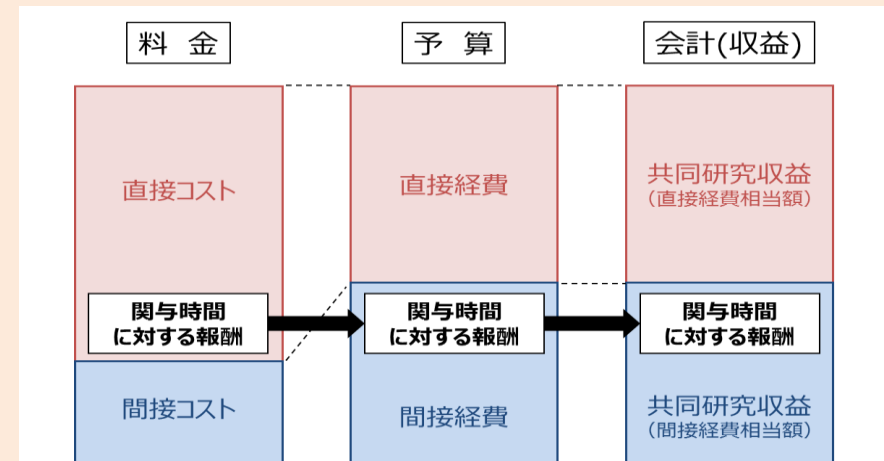 料 金
予 算
会計(収益)
直接コスト
直接経費
共同研究収益
(直接経費相当額)
関与時間
に対する報酬
関与時間
に対する報酬
関与時間
に対する報酬
間接コスト
間接経費
共同研究収益
(間接経費相当額)